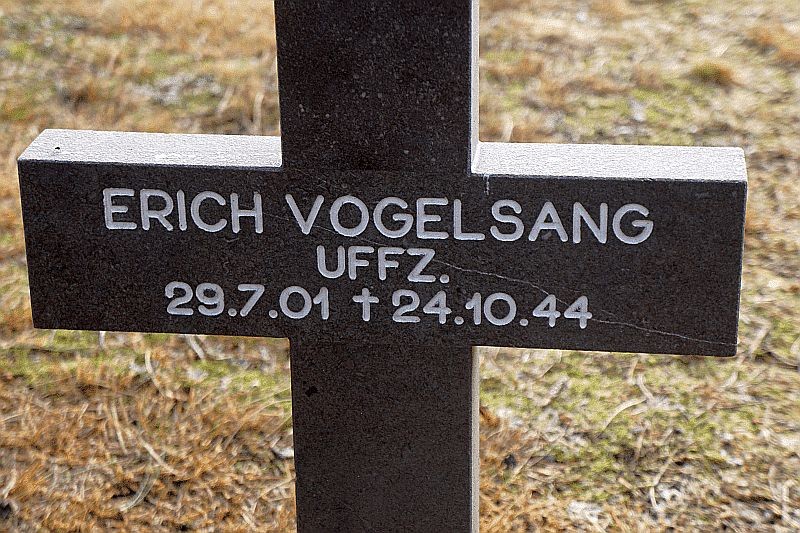 ERICH VOGELSANG
UFFZ.
29.7.01 ✝ 24.10.44